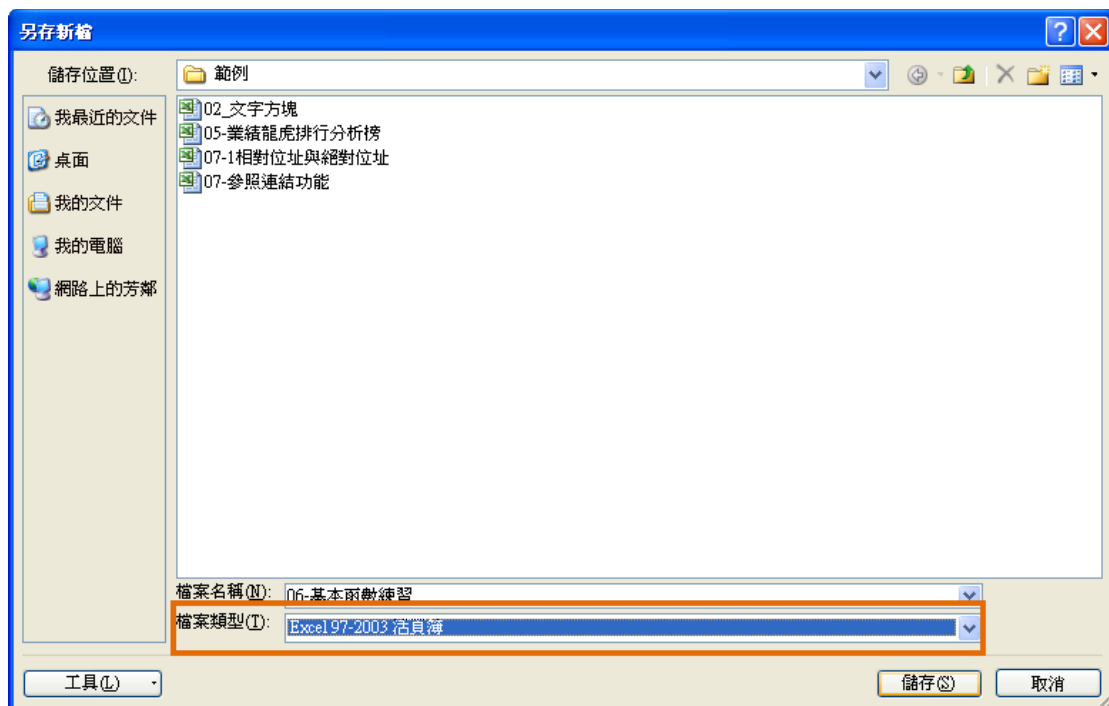 另存新檔
儲存位置(I):
範例
我最近的文件
桌面
我的文件
我的電腦
網路上的芳鄰
02_文字方塊
05-業績龍虎排行分析榜
07-1相對位址與絕對位址
07-參照連結功能
檔案名稱(N):
06-基本函數練習
檔案類型(T):
Excel 97-2003 活頁簿
工具(L)
儲存(S)
取消